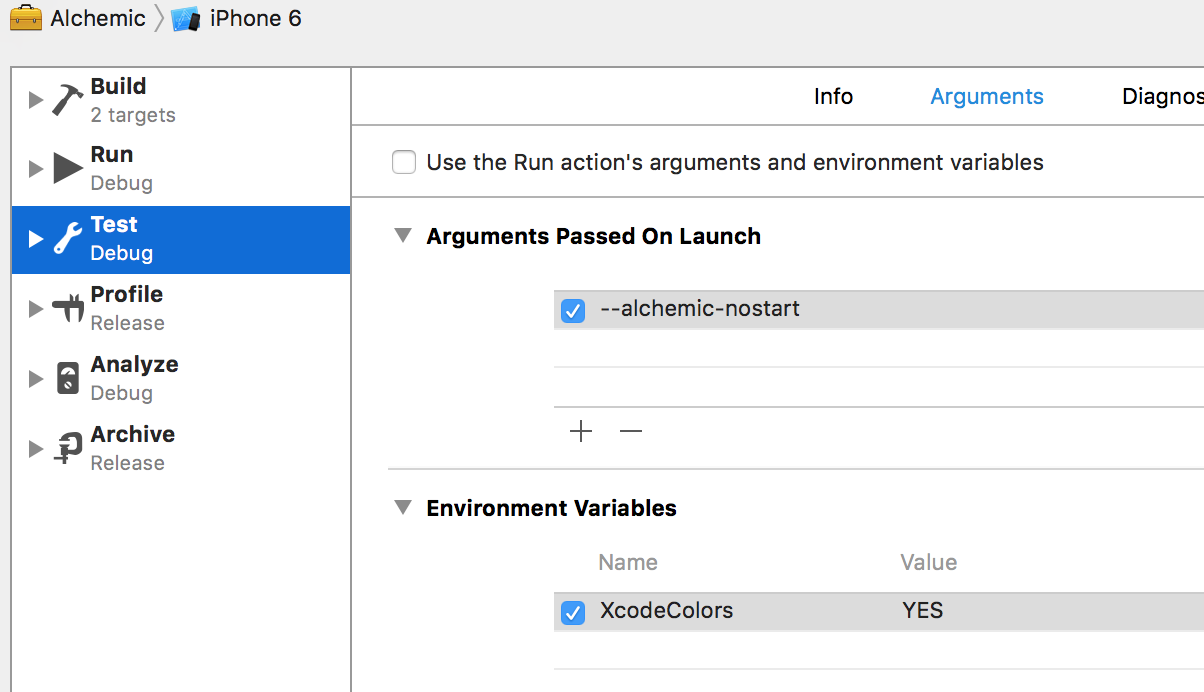 Alchemic iPhone 6
Build
2 targets
Run
Debug
Test
Debug
Profile
Release
Analyze
Debug
Archive
Release
Info Arguments Diagnos
Use the Run action's arguments and environment variables
Arguments Passed On Launch
--alchemic-nostart
Environment Variables
Name Value
XcodeColors YES